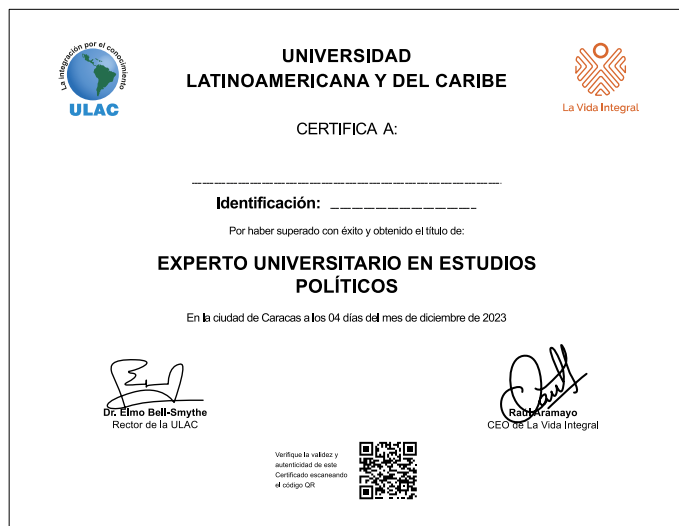 La integración por el conocimiento
ULAC
UNIVERSIDAD
LATINOAMERICANA Y DEL CARIBE
La Vida Integral
CERTIFICA A:
Identificación:
Por haber superado con éxito y obtenido el título de:
EXPERTO UNIVERSITARIO EN ESTUDIOS
POLÍTICOS
En la ciudad de Caracas a los 04 días del mes de diciembre de 2023
Dr. Elmo Bell-Smythe
Rector de la ULAC
Raúl Aramayo
CEO de La Vida Integral
Verifique la validez y
autenticidad de este
Certificado escaneando
el código QR